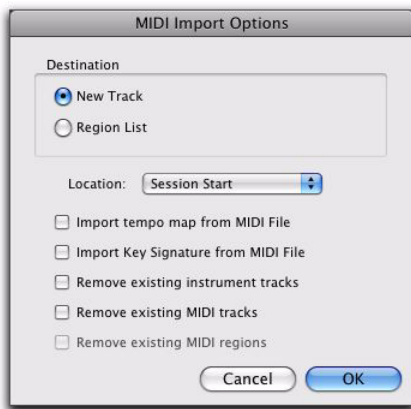 MIDI Import Options
Destination
New Track
Region List
Location: Session Start
Import tempo map from MIDI File
Import Key Signature from MIDI File
Remove existing instrument tracks
Remove existing MIDI tracks
Remove existing MIDI regions
Cancel OK